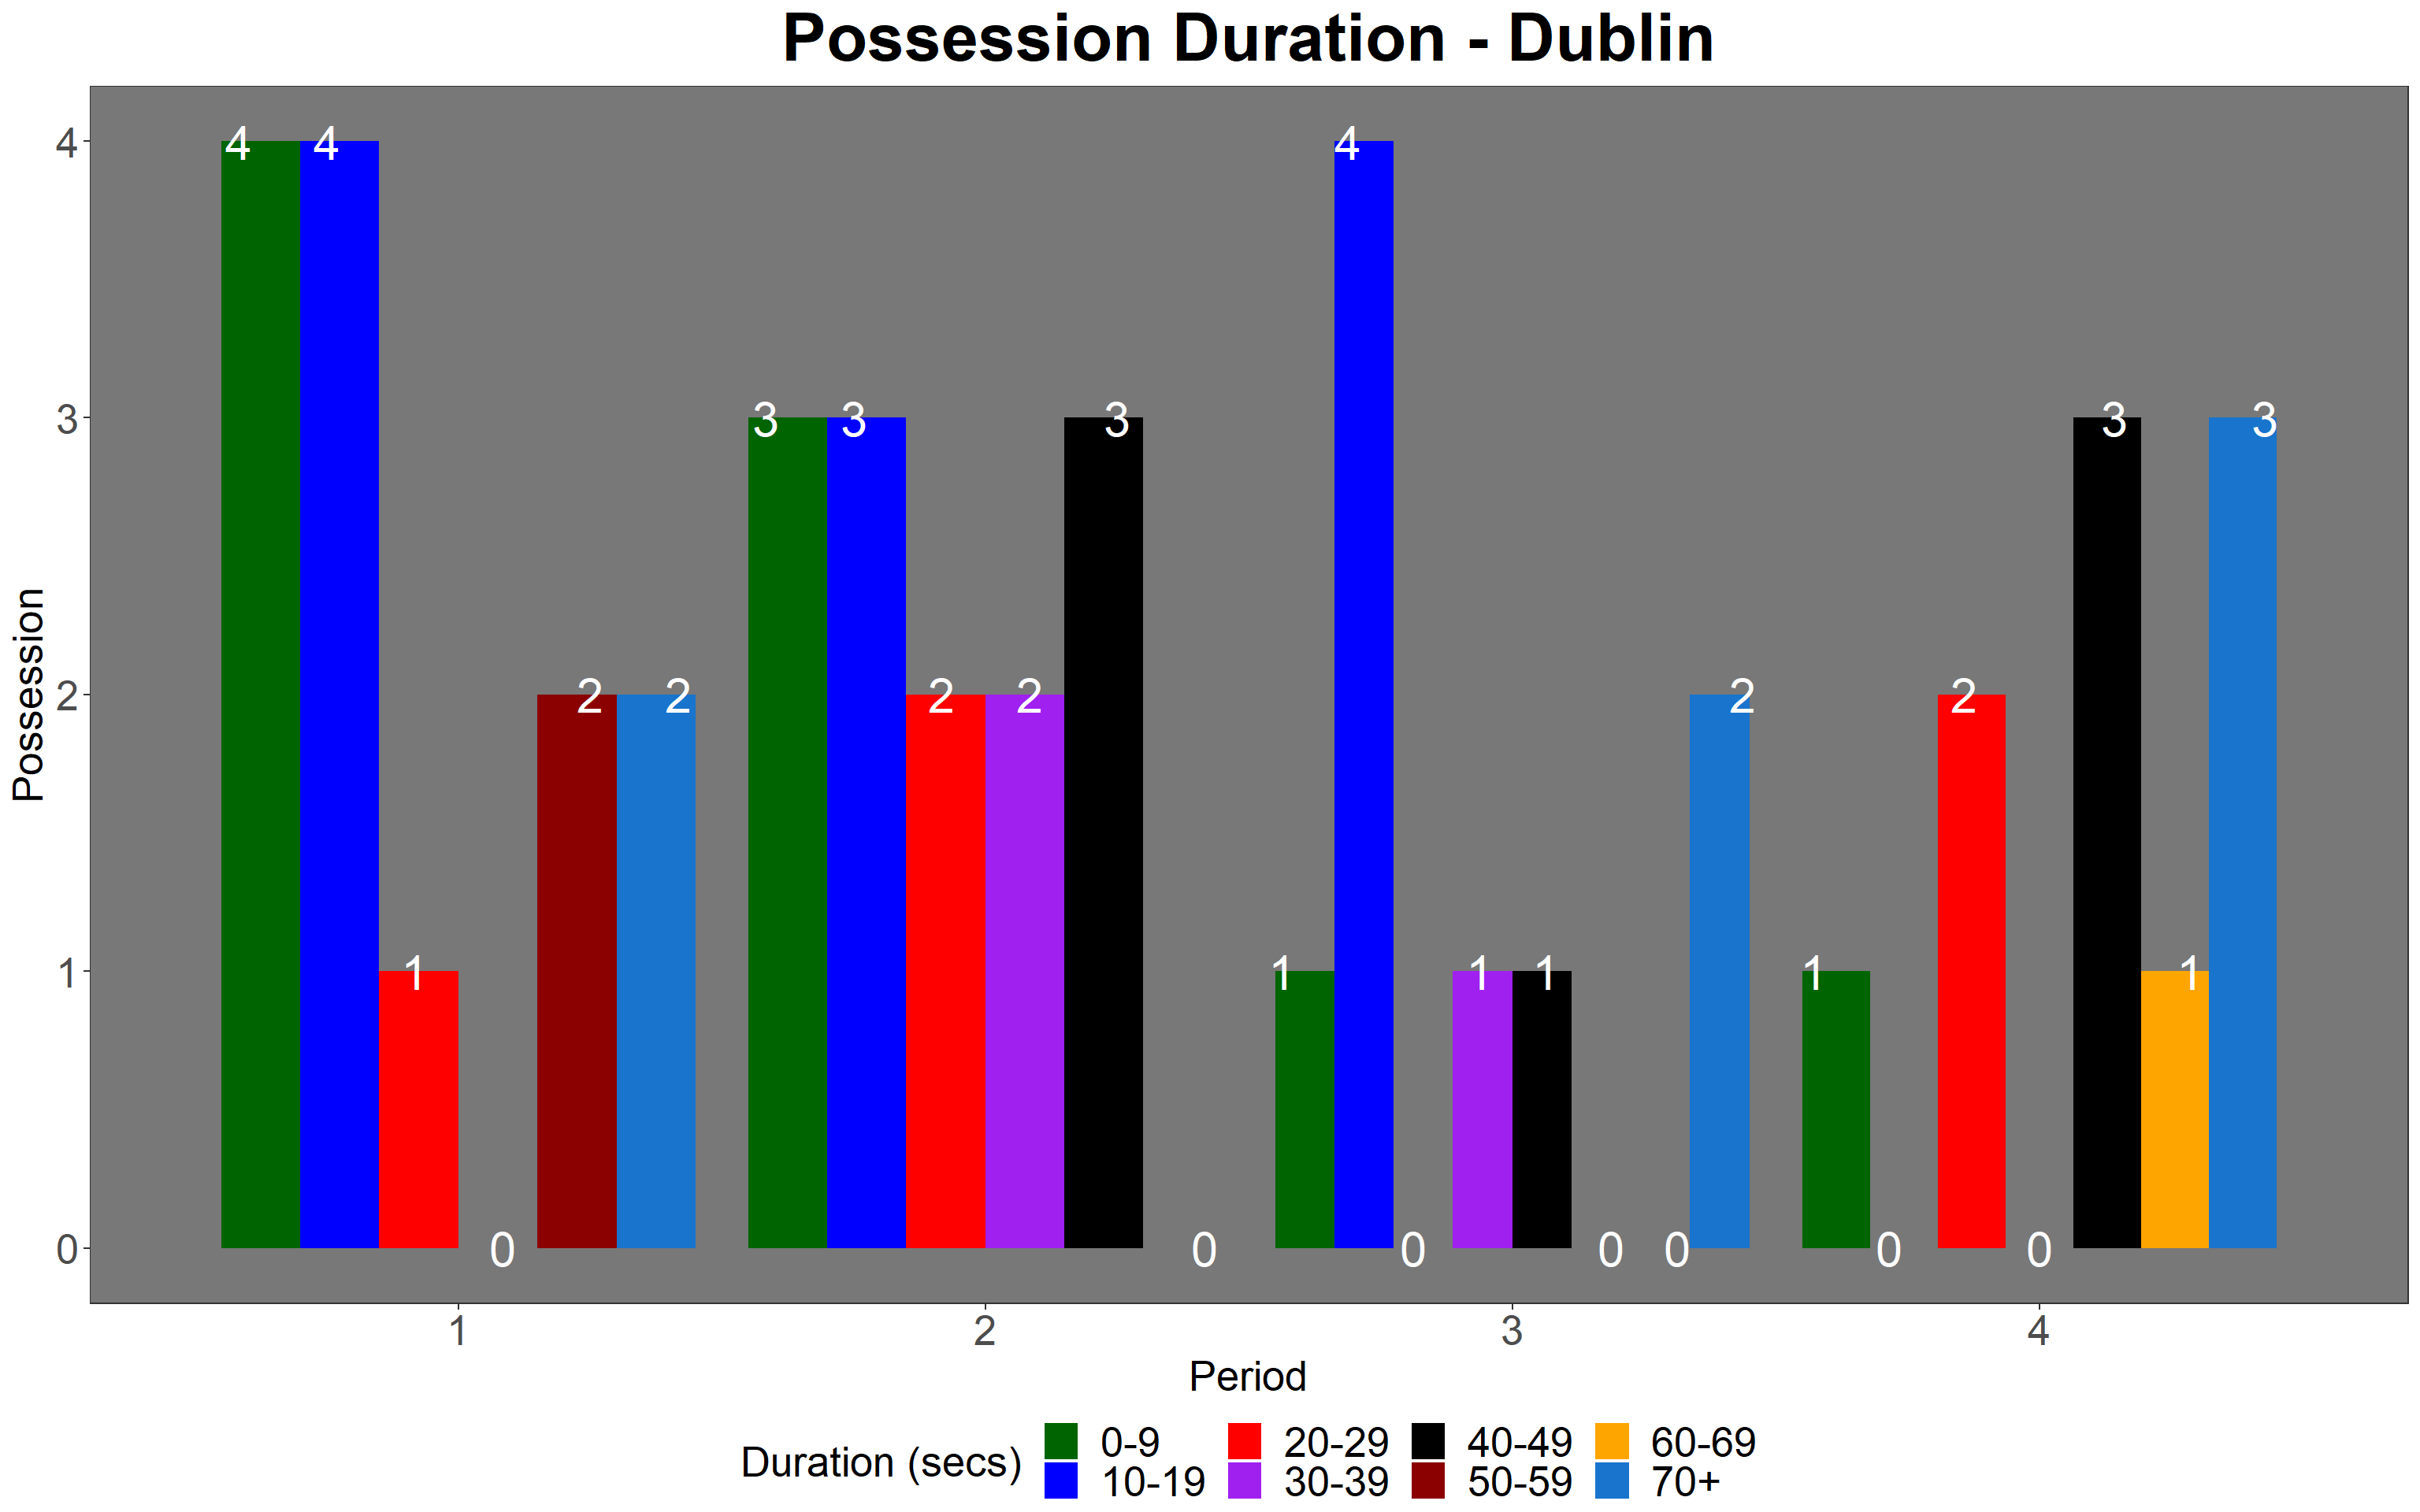 Possession Duration - Dublin
4
3
2
1
0
Possession
4 4 1 0 2 2 3 3 2 2 3 0 1 4 0 1 1 0 0 2 1 0 2 0 3 1 3
1 2 3 4
Period
Duration (secs)
0-9 20-29 40-49 60-69
10-19 30-39 50-59 70+